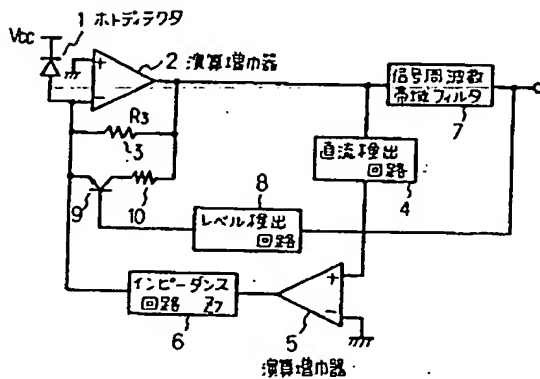 1 ホトディテクタ
Vcc
2 演算増巾器
R3
3
9
10
信号周波数
帯域フィルタ
7
直流検出
回路
4
8
レベル検出
回路
インピーダンス
回路 Z7
6
5
演算増巾器
+
-
+
-